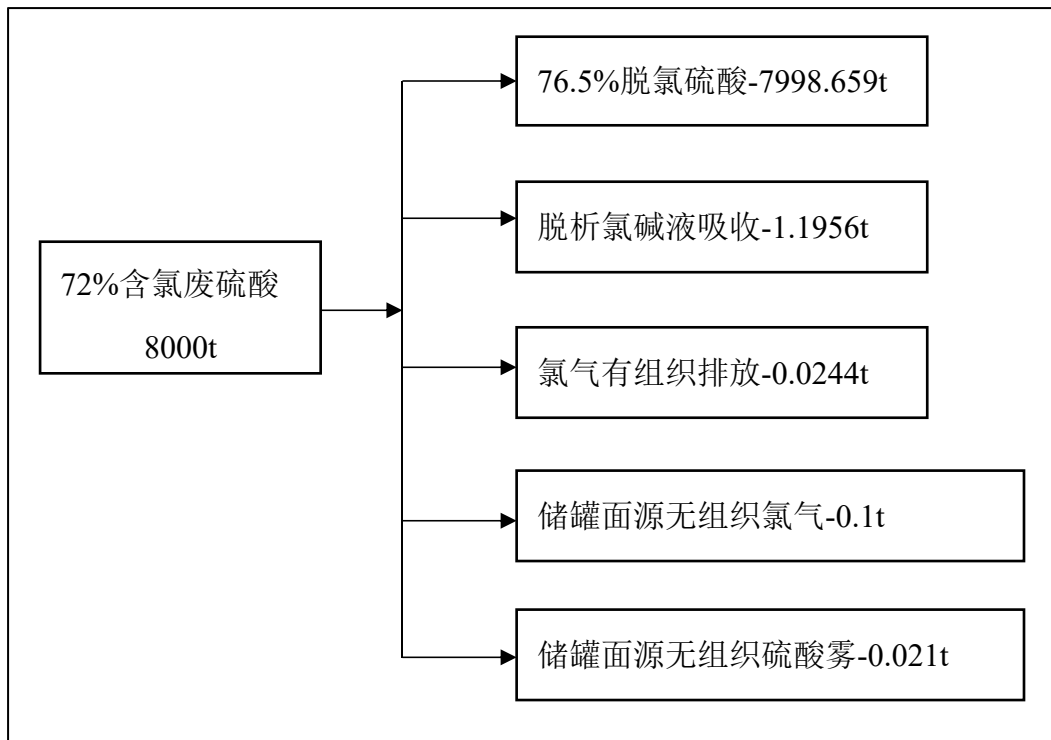 76.5%脱氯硫酸-7998.659t
脱析氯碱液吸收-1.1956t
72%含氯废硫酸
8000t
氯气有组织排放-0.0244t
储罐面源无组织氯气-0.1t
储罐面源无组织硫酸雾-0.021t